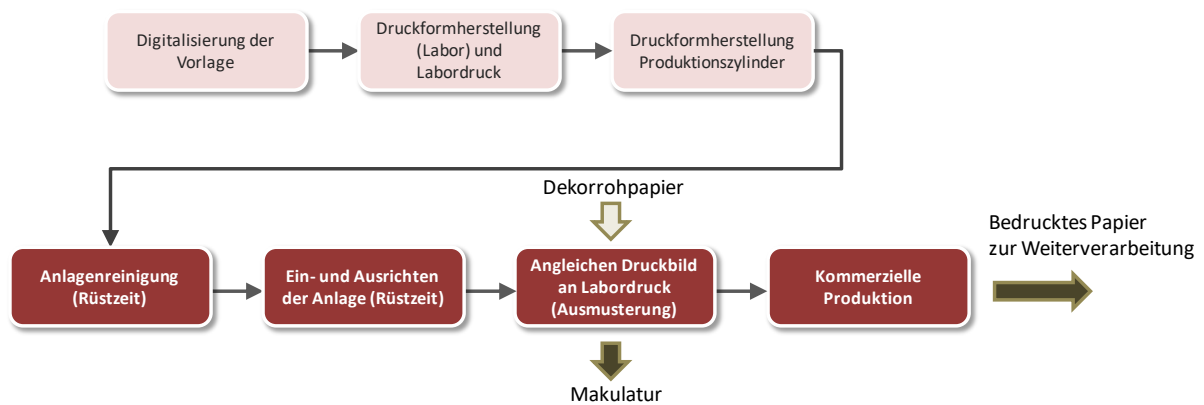 Digitalisierung der
Vorlage
Druckformherstellung
(Labor) und
Labordruck
Druckformherstellung
Produktionszylinder
Dekorrohpapier
Anlagenreinigung
(Rüstzeit)
Ein- und Ausrichten
der Anlage (Rüstzeit)
Angleichen Druckbild
an Labordruck
(Ausmusterung)
Kommerzielle
Produktion
Bedrucktes Papier
zur Weiterverarbeitung
Makulatur